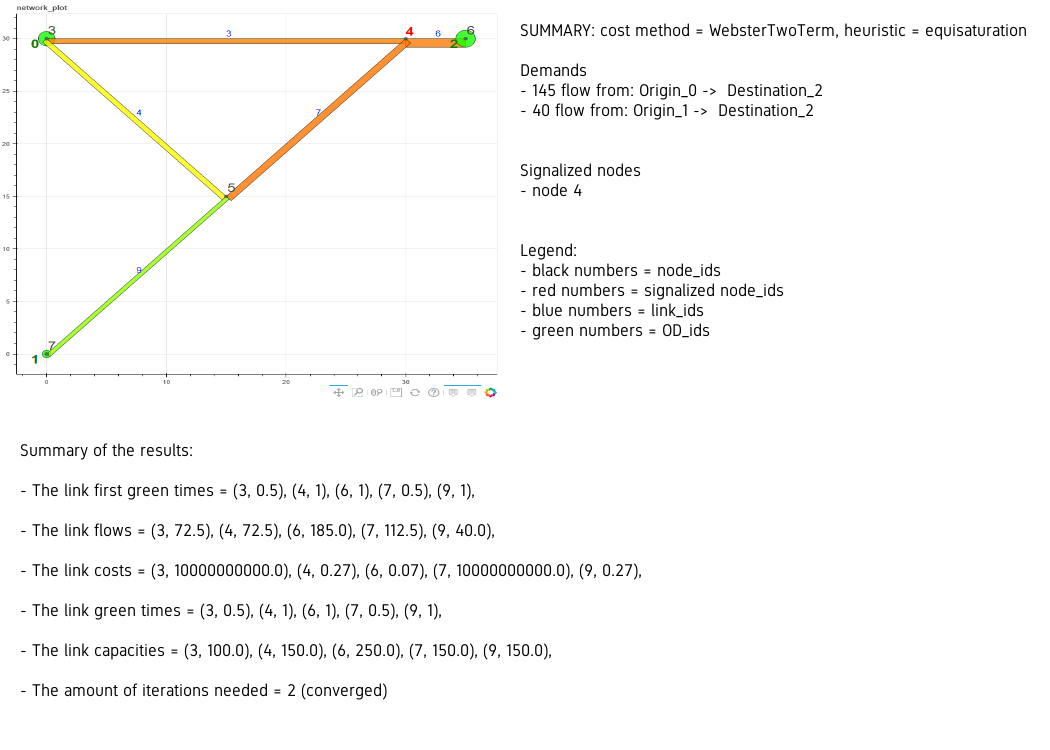 network_plot
3
3
6
4
6
0
2
30
25
4
7
20
5
15
10
9
5
7
1
0
0
10
20
30
SUMMARY: cost method = WebsterTwoTerm, heuristic = equisaturation
Demands
- 145 flow from: Origin_0 -> Destination_2
- 40 flow from: Origin_1 -> Destination_2
Signalized nodes
- node 4
Legend:
- black numbers = node_ids
- red numbers = signalized node_ids
- blue numbers = link_ids
- green numbers = OD_ids
Summary of the results:
- The link first green times = (3, 0.5), (4, 1), (6, 1), (7, 0.5), (9, 1),
- The link flows = (3, 72.5), (4, 72.5), (6, 185.0), (7, 112.5), (9, 40.0),
- The link costs = (3, 10000000000.0), (4, 0.27), (6, 0.07), (7, 10000000000.0), (9, 0.27),
- The link green times = (3, 0.5), (4, 1), (6, 1), (7, 0.5), (9, 1),
- The link capacities = (3, 100.0), (4, 150.0), (6, 250.0), (7, 150.0), (9, 150.0),
- The amount of iterations needed = 2 (converged)